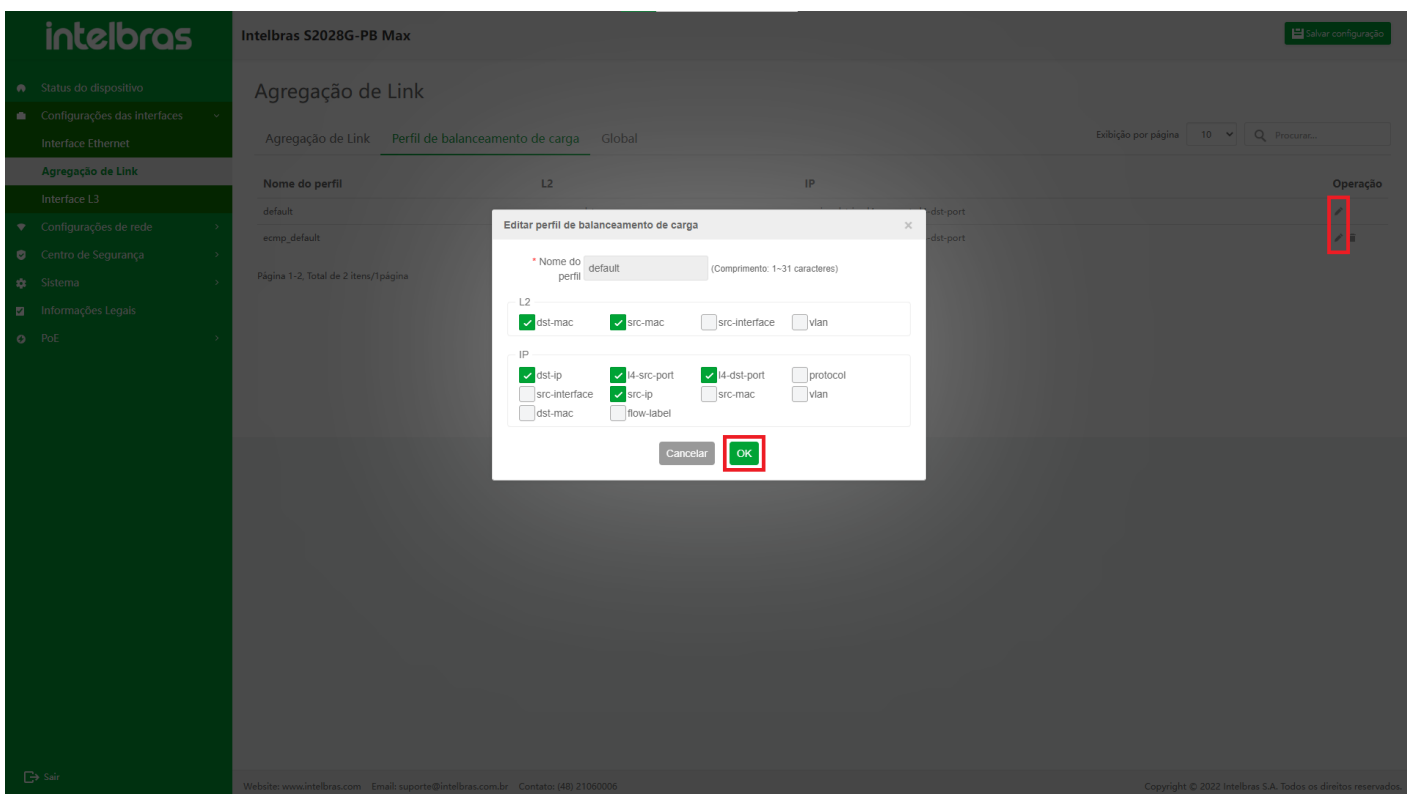 intelbras
Intelbras S2028G-PB Max
Salvar configuração
Status do dispositivo
Configurações das interfaces
Interface Ethernet
Agregação de Link
Interface L3
Configurações de rede
Centro de Segurança
Sistema
Informações Legais
PoE
Sair
Agregação de Link
Agregação de Link Perfil de balanceamento de carga Global
Exibição por página 10 Procurar...
Nome do perfil L2 IP Operação
default -dst-port
ecmp_default -dst-port
Página 1-2, Total de 2 itens/1página
Editar perfil de balanceamento de carga ×
* Nome do perfil default (Comprimento: 1~31 caracteres)
L2
dst-mac src-mac src-interface vlan
IP
dst-ip l4-src-port l4-dst-port protocol
src-interface src-ip src-mac vlan
dst-mac flow-label
Cancelar OK
Website: www.intelbras.com Email: suporte@intelbras.com.br Contato: (48) 21060006
Copyright © 2022 Intelbras S.A. Todos os direitos reservados.